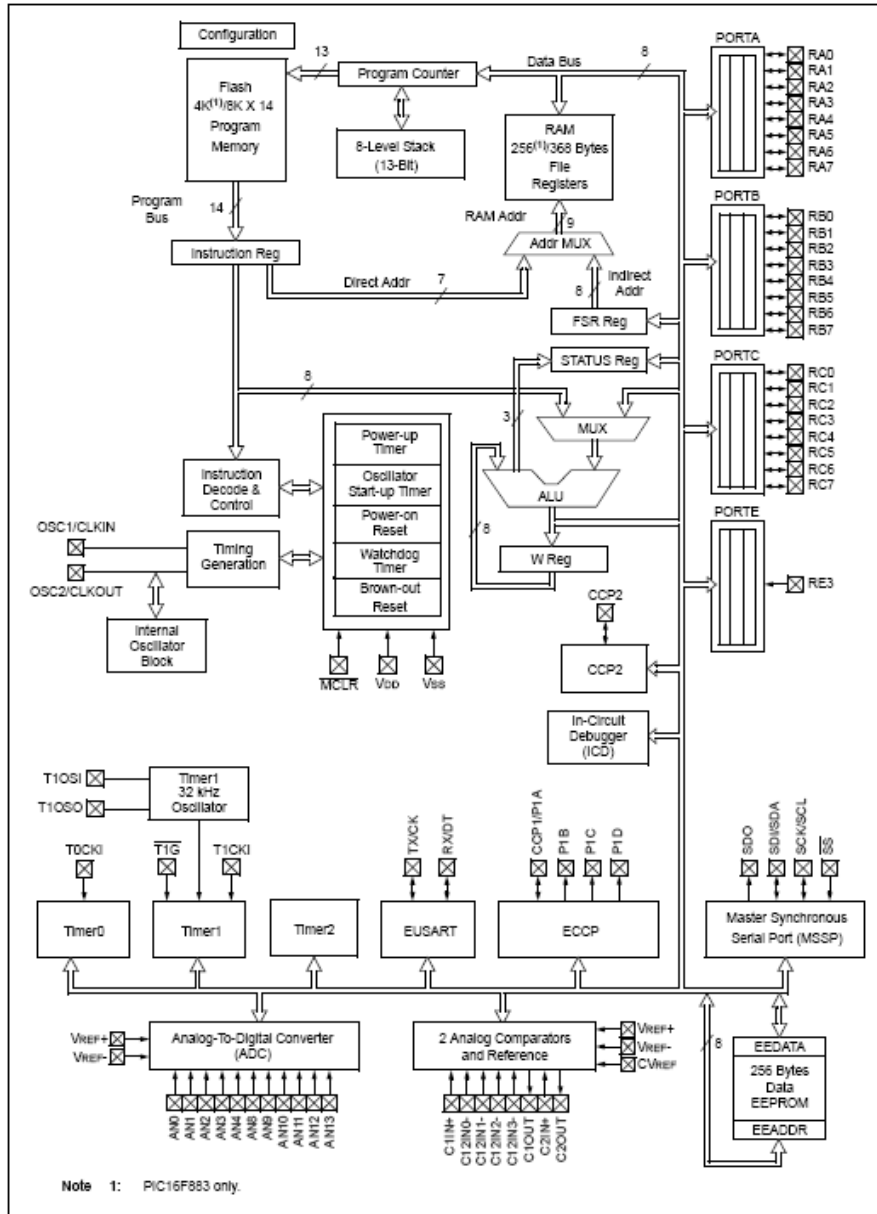 Configuration
PORTA
13
Data Bus
8
RA0
RA1
RA2
RA3
RA4
RA5
RA6
RA7
Flash
4K(1)/8K X 14
Program
Memory
Program Counter
8-Level Stack
(13-Bit)
RAM
256(1)/368 Bytes
File
Registers
Program
Bus
14
RAM Addr
9
PORTB
RB0
RB1
RB2
RB3
RB4
RB5
RB6
RB7
Addr MUX
Instruction Reg
Direct Addr
7
8
Indirect
Addr
FSR Reg
STATUS Reg
PORTC
RC0
RC1
RC2
RC3
RC4
RC5
RC6
RC7
8
3
MUX
Power-up
Timer
Oscillator
Start-up Timer
Power-on
Reset
Watchdog
Timer
Brown-out
Reset
Instruction
Decode &
Control
ALU
8
W Reg
OSC1/CLKIN
OSC2/CLKOUT
Timing
Generation
Internal
Oscillator
Block
MCLR
VDD
VSS
PORTE
RE3
CCP2
CCP2
In-Circuit
Debugger
(ICD)
T1OSI
T1OSO
Timer1
32 kHz
Oscillator
T0CKI
T1G
T1CKI
TX/CK
RX/DT
CCP1/P1A
P1B
P1C
P1D
SDO
SDI/SDA
SCK/SCL
SS
Timer0
Timer1
Timer2
EUSART
ECCP
Master Synchronous
Serial Port (MSSP)
VREF+
VREF-
Analog-To-Digital Converter
(ADC)
2 Analog Comparators
and Reference
VREF+
VREF-
CVREF
8
EEDATA
256 Bytes
Data
EEPROM
EEADDR
AN0
AN1
AN2
AN3
AN4
AN8
AN9
AN10
AN11
AN12
AN13
C1IN+
C12IN0-
C12IN1-
C12IN2-
C12IN3-
C1OUT
C2IN+
C2OUT
Note 1: PIC16F883 only.